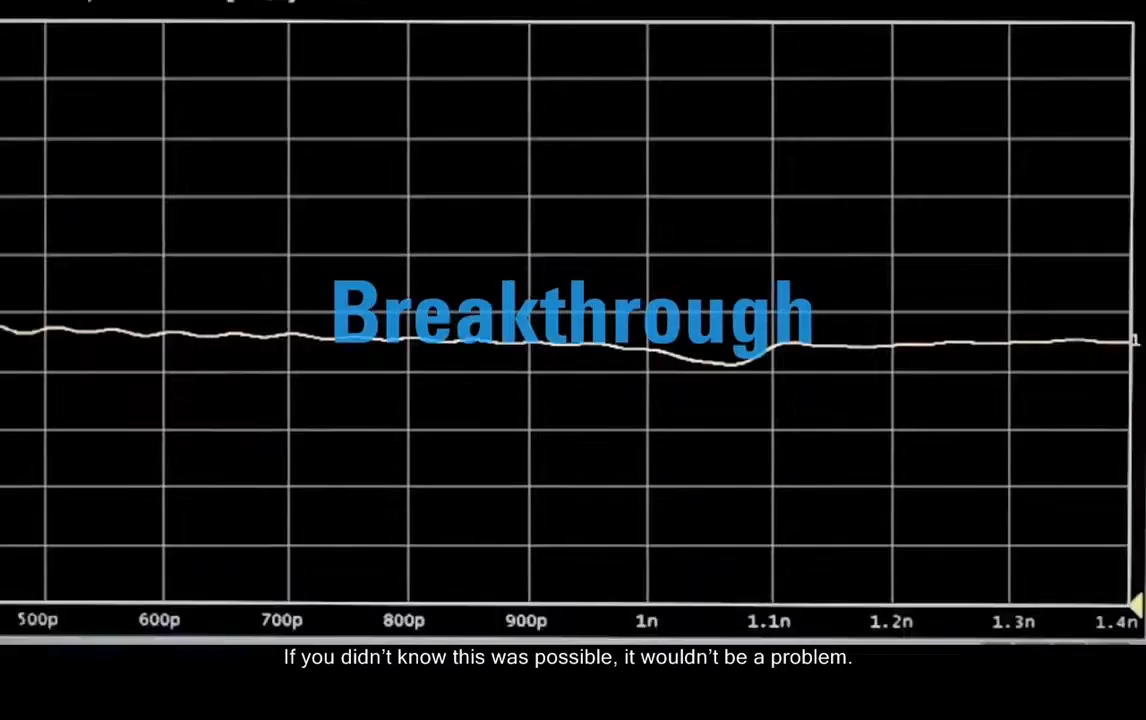 Breakthrough
1
500p 600p 700p 800p 900p 1n 1.1n 1.2n 1.3n 1.4n
If you didn’t know this was possible, it wouldn’t be a problem.